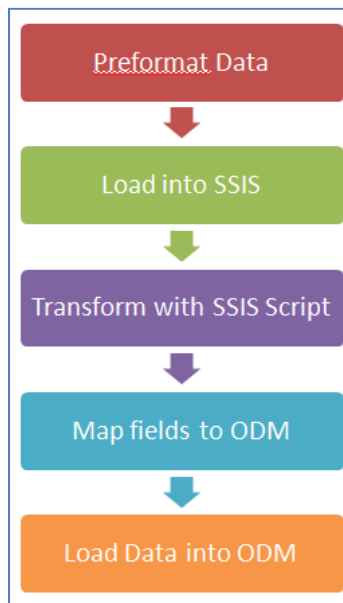 Preformat Data
Load into SSIS
Transform with SSIS Script
Map fields to ODM
Load Data into ODM